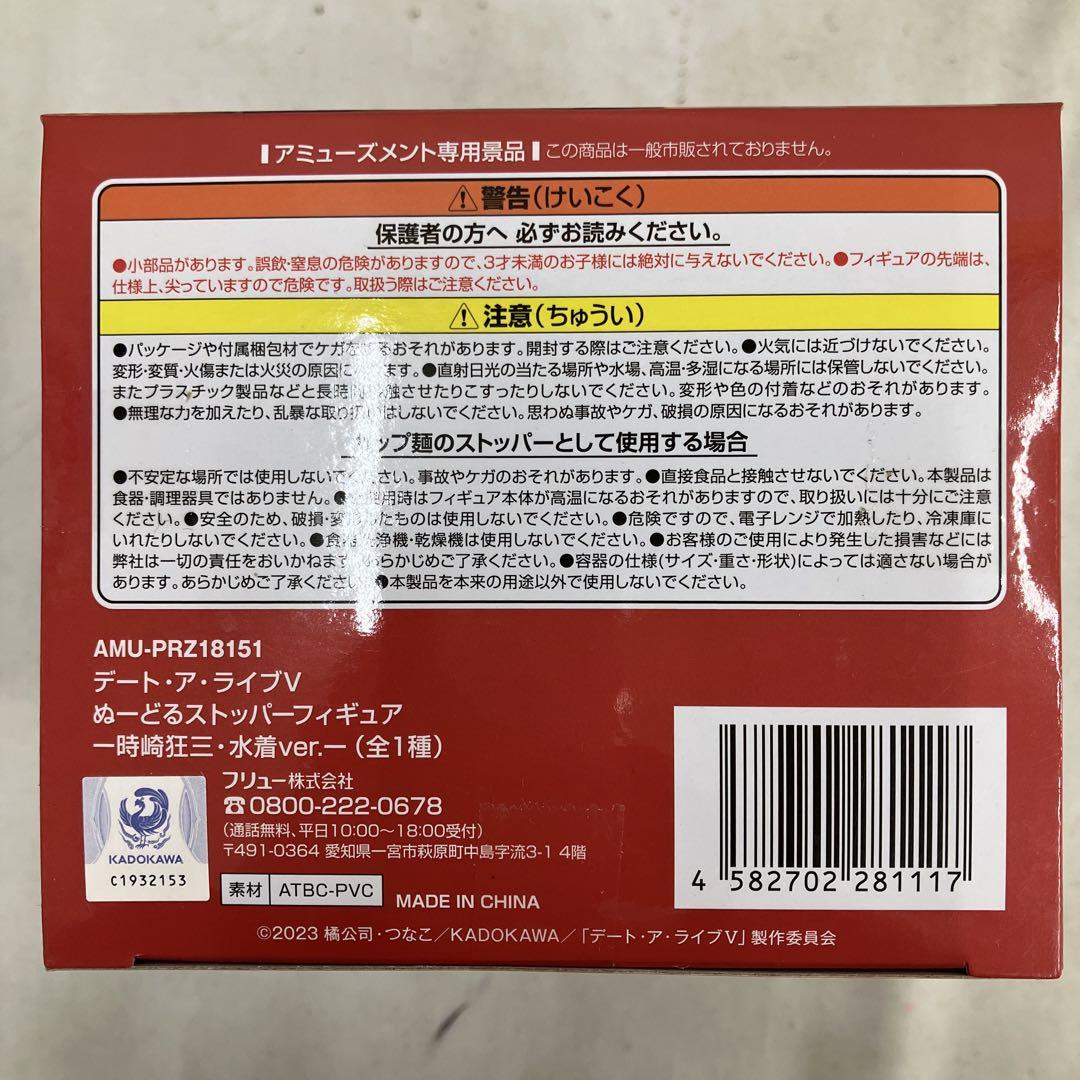 アミューズメント専用景品 この商品は一般市販されておりません。
⚠警告(けいこく)
保護者の方へ 必ずお読みください。
●小部品があります。誤飲・窒息の危険がありますので、3才未満のお子様には絶対に与えないでください。●フィギュアの先端は、
仕様上、尖っていますので危険です。取扱う際はご注意ください。
⚠注意(ちゅうい)
●パッケージや付属梱包材でケガを るおそれがあります。開封する際はご注意ください。●火気には近づけないでください。
変形・変質・火傷または火災の原因に ます。●直射日光の当たる場所や水場、高温・多湿になる場所には保管しないでください。
またプラスチック製品などと長時 触させたりこすったりしないでください。変形や色の付着などのおそれがあります。
●無理な力を加えたり、乱暴な取り扱いはしないでください。思わぬ事故やケガ、破損の原因になるおそれがあります。
カップ麺のストッパーとして使用する場合
●不安定な場所では使用しないでください。事故やケガのおそれがあります。●直接食品と接触させないでください。本製品は
食器・調理器具ではありません。● 用時はフィギュア本体が高温になるおそれがありますので、取り扱いには十分にご注意
ください。●安全のため、破損・変形したものは使用しないでください。●危険ですので、電子レンジで加熱したり、冷凍庫に
いれたりしないでください。●食器洗浄機・乾燥機は使用しないでください。●お客様のご使用により発生した損害などには
弊社は一切の責任をおいかねます。あらかじめご了承ください。●容器の仕様(サイズ・重さ・形状)によっては適さない場合が
あります。あらかじめご了承くださ ●本製品を本来の用途以外で使用しないでください。
AMU-PRZ18151
デート・ア・ライブV
ぬーどるストッパーフィギュア
ー時崎狂三・水着ver.ー(全1種)
フリュー株式会社
☎0800-222-0678
(通話無料、平日10:00～18:00受付)
〒491-0364 愛知県一宮市萩原町中島字流3-1 4階
KADOKAWA
C1932153
素材 ATBC-PVC MADE IN CHINA
4 582702 281117
©2023 橘公司・つなこ／KADOKAWA／「デート・ア・ライブV」製作委員会